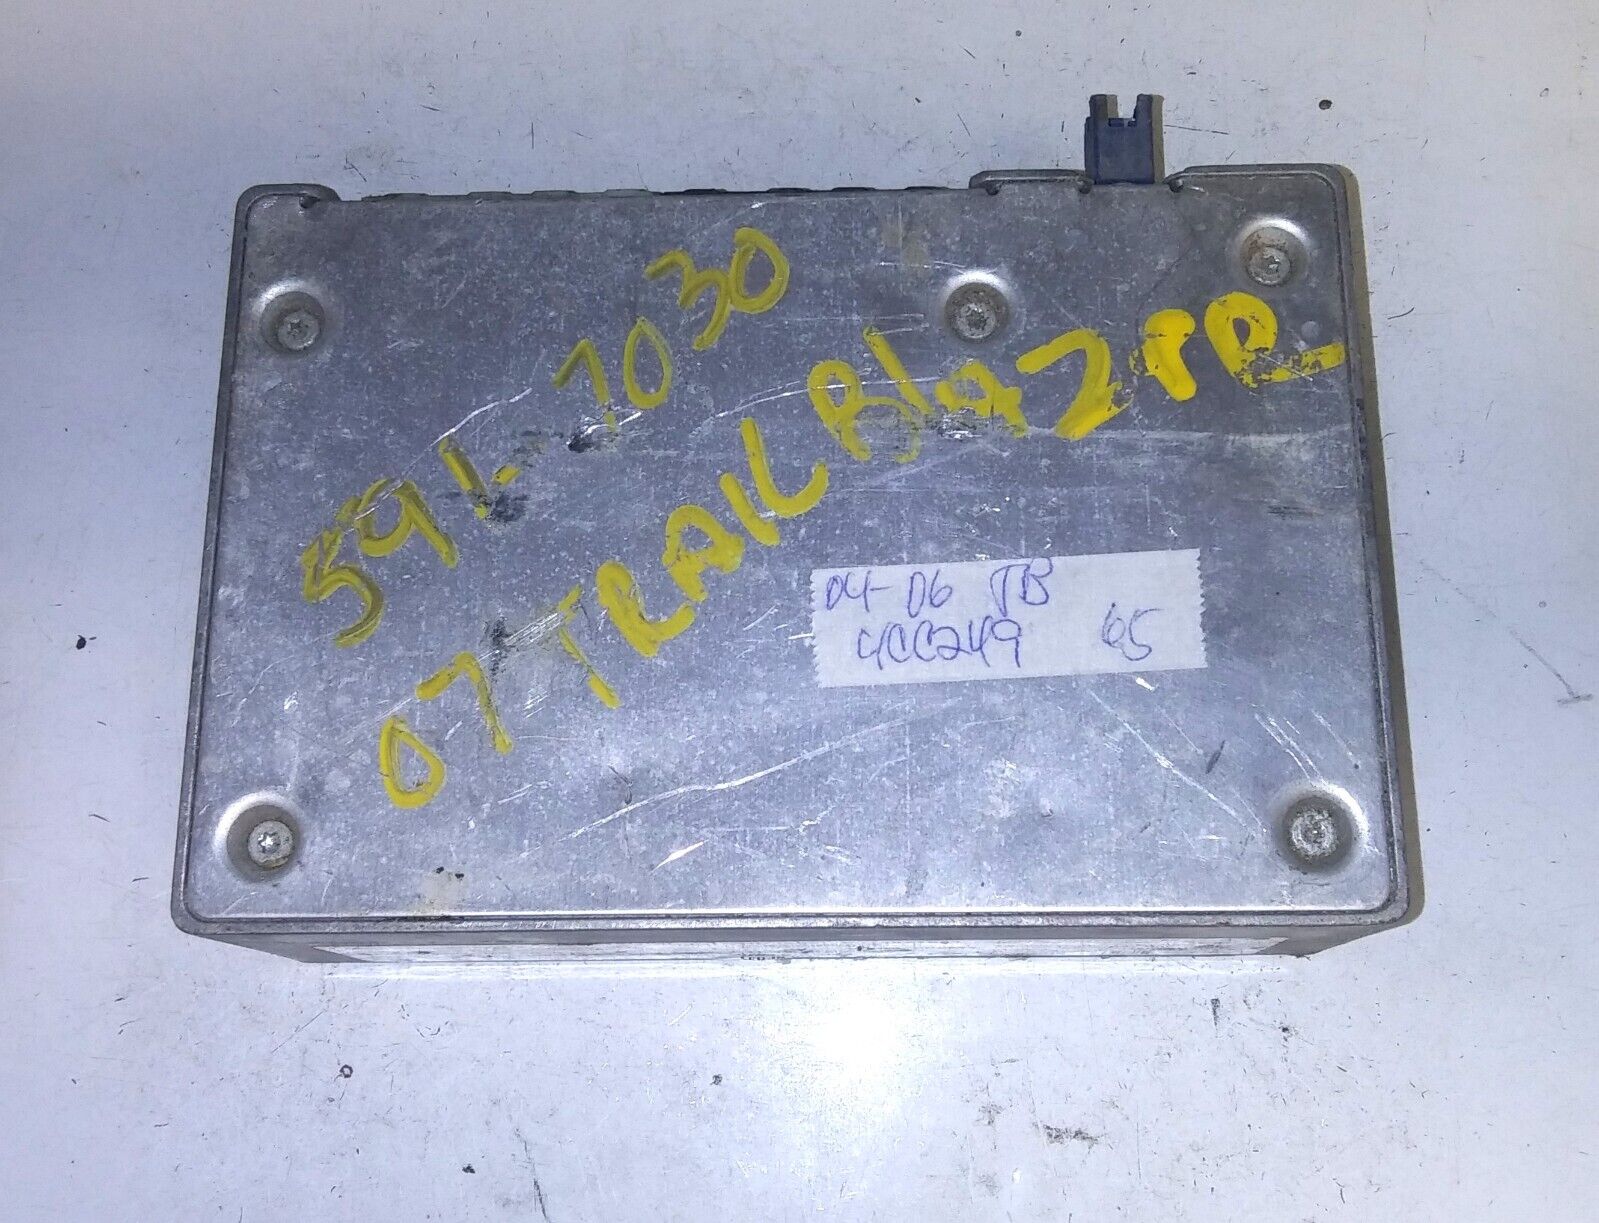 591-7030
07 TRAILBlaZER
04-06 TB
4CC249 65